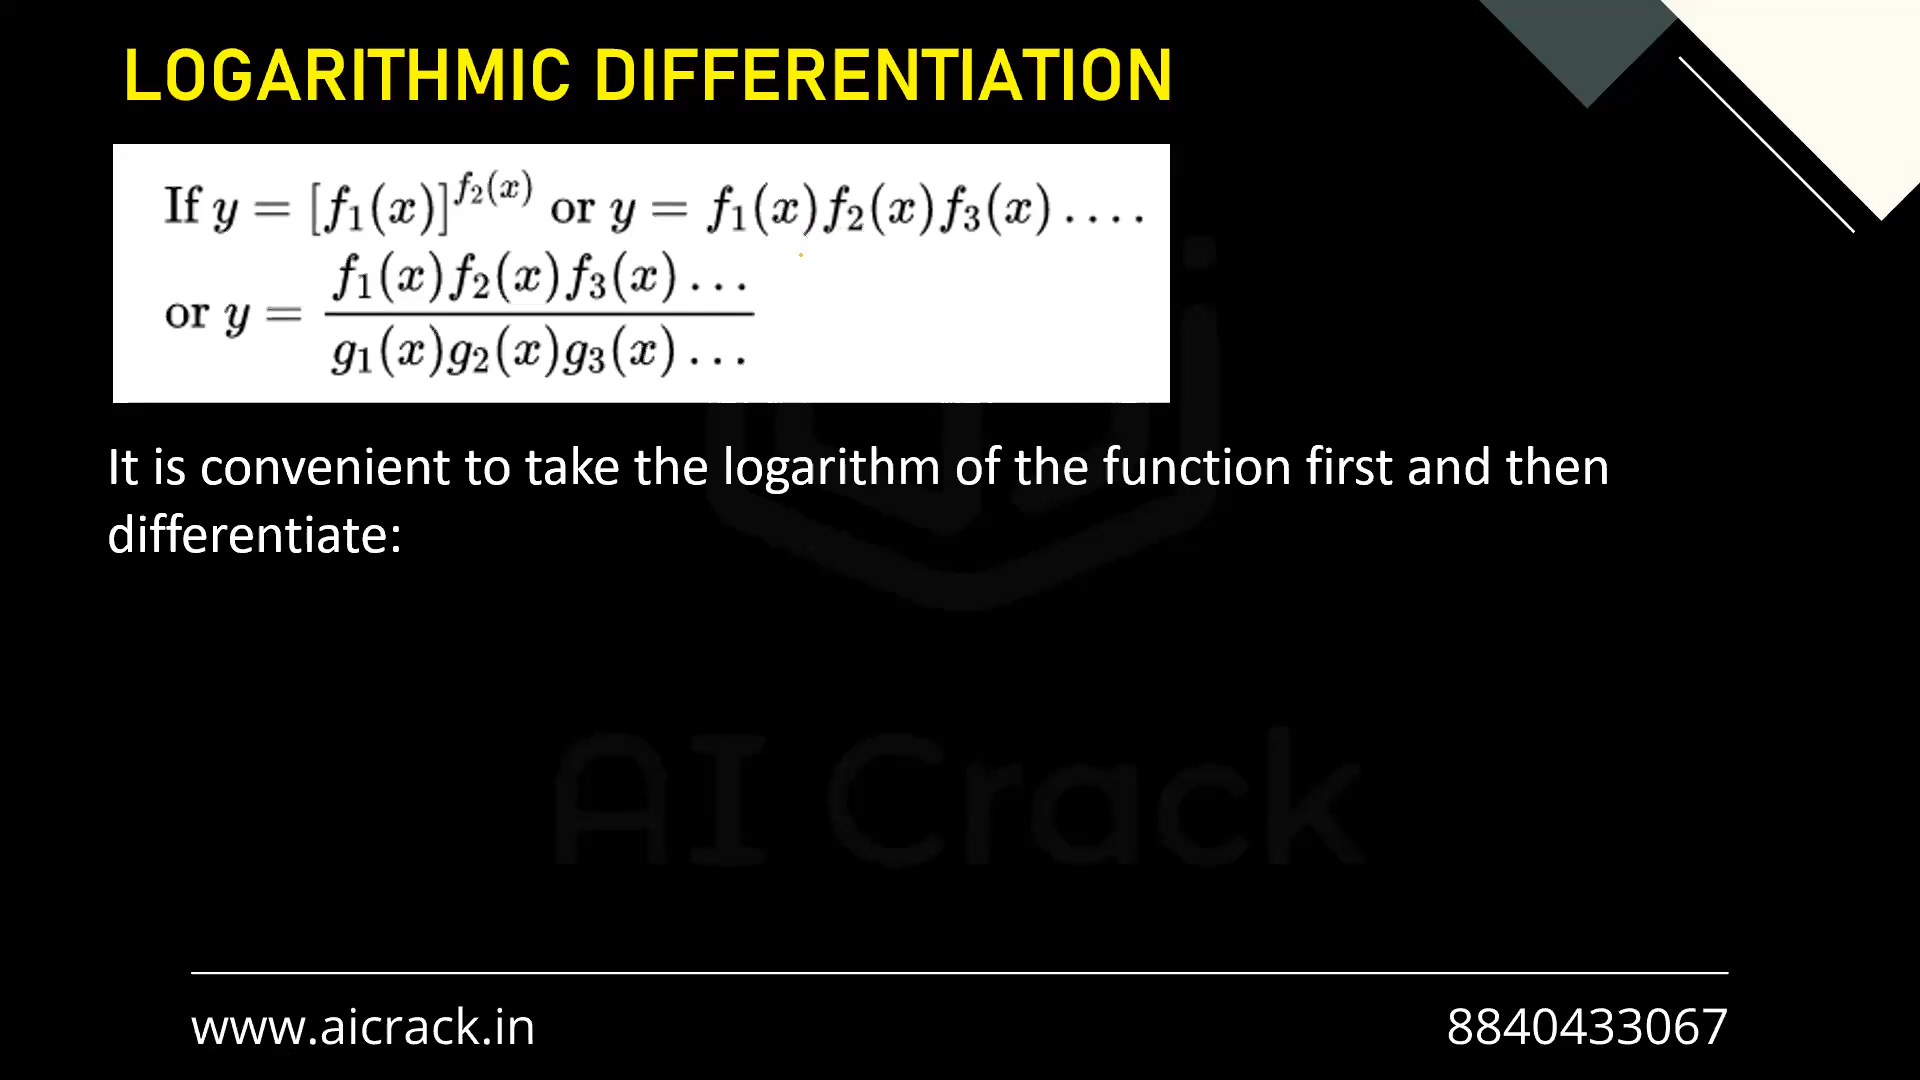 LOGARITHMIC DIFFERENTIATION
If y = [f₁(x)]^{f₂(x)} or y = f₁(x)f₂(x)f₃(x)....
or y = \frac{f₁(x)f₂(x)f₃(x)...}{g₁(x)g₂(x)g₃(x)...}
It is convenient to take the logarithm of the function first and then
differentiate:
AI Crack
www.aicrack.in
8840433067